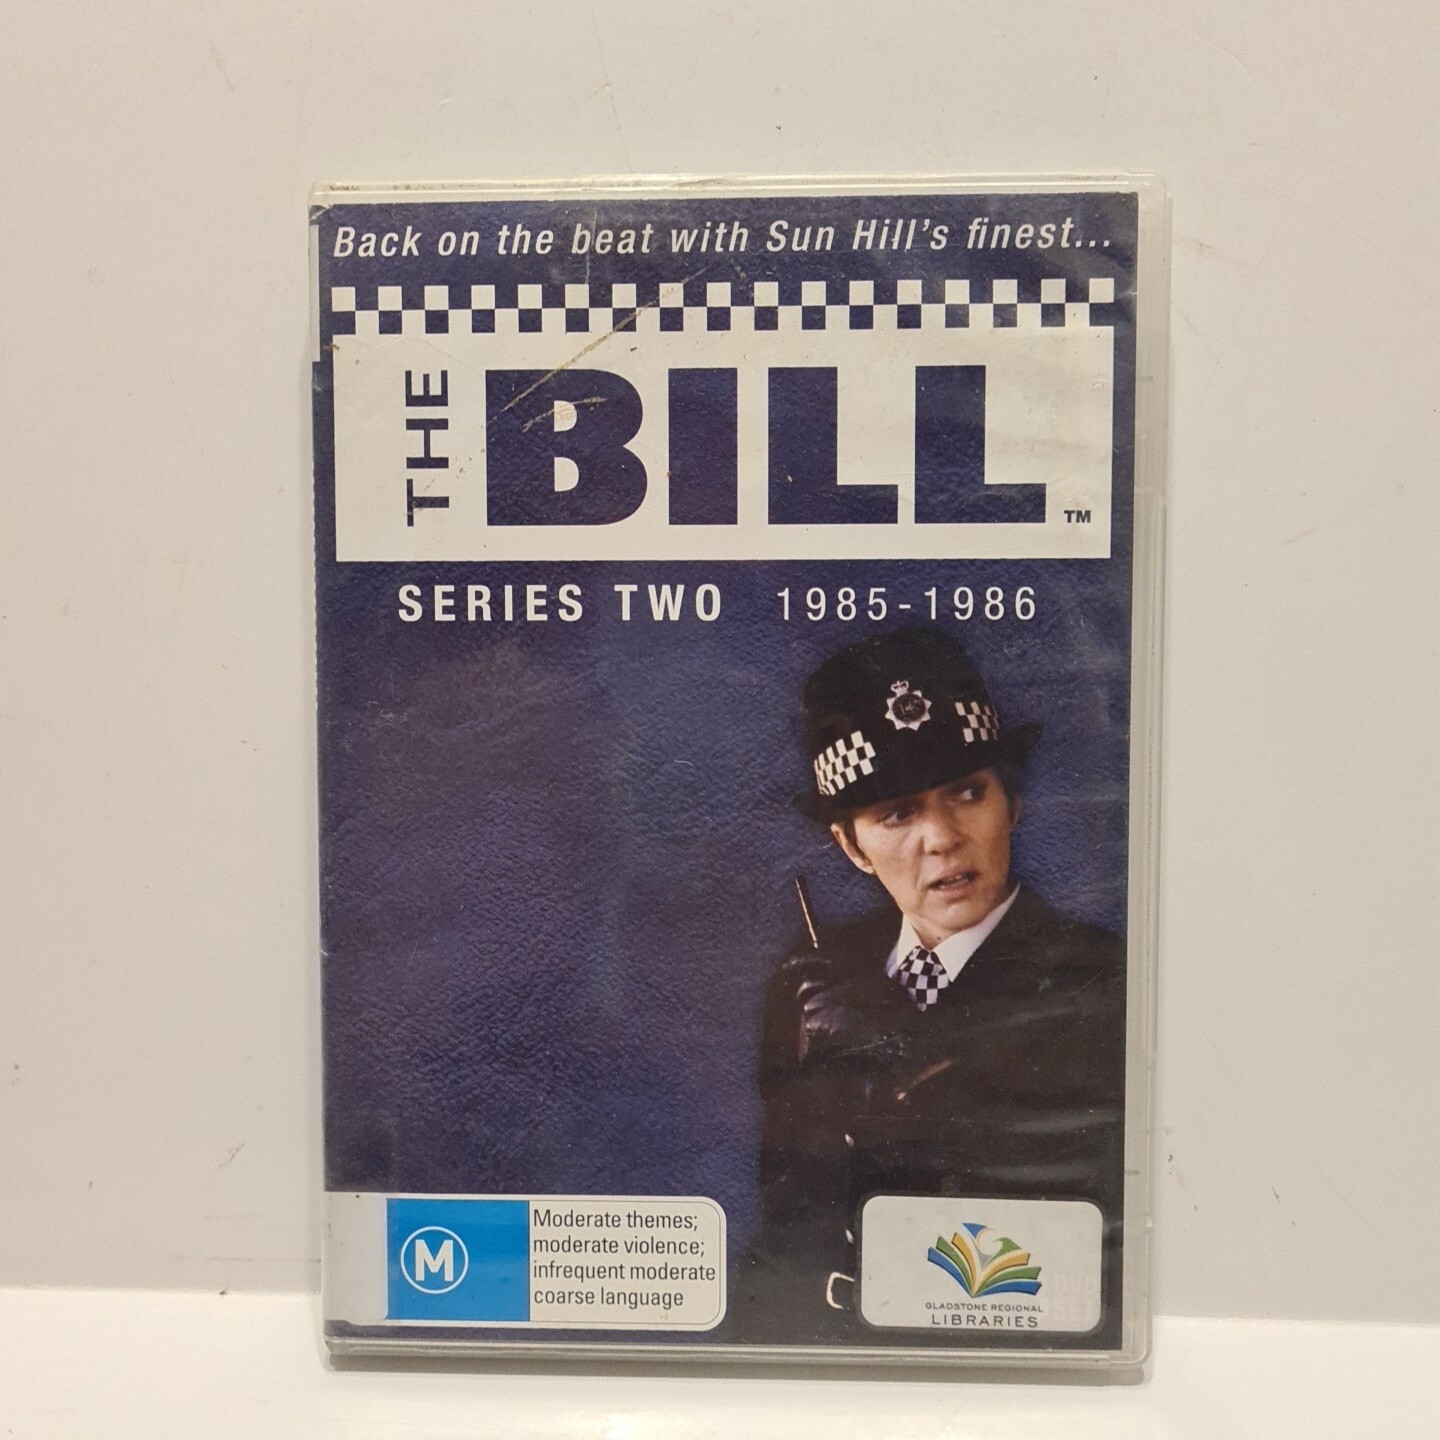 Back on the beat with Sun Hill's finest...
THE BILL TM
SERIES TWO 1985-1986
M
Moderate themes;
moderate violence;
infrequent moderate
coarse language
GLADSTONE REGIONAL
LIBRARIES